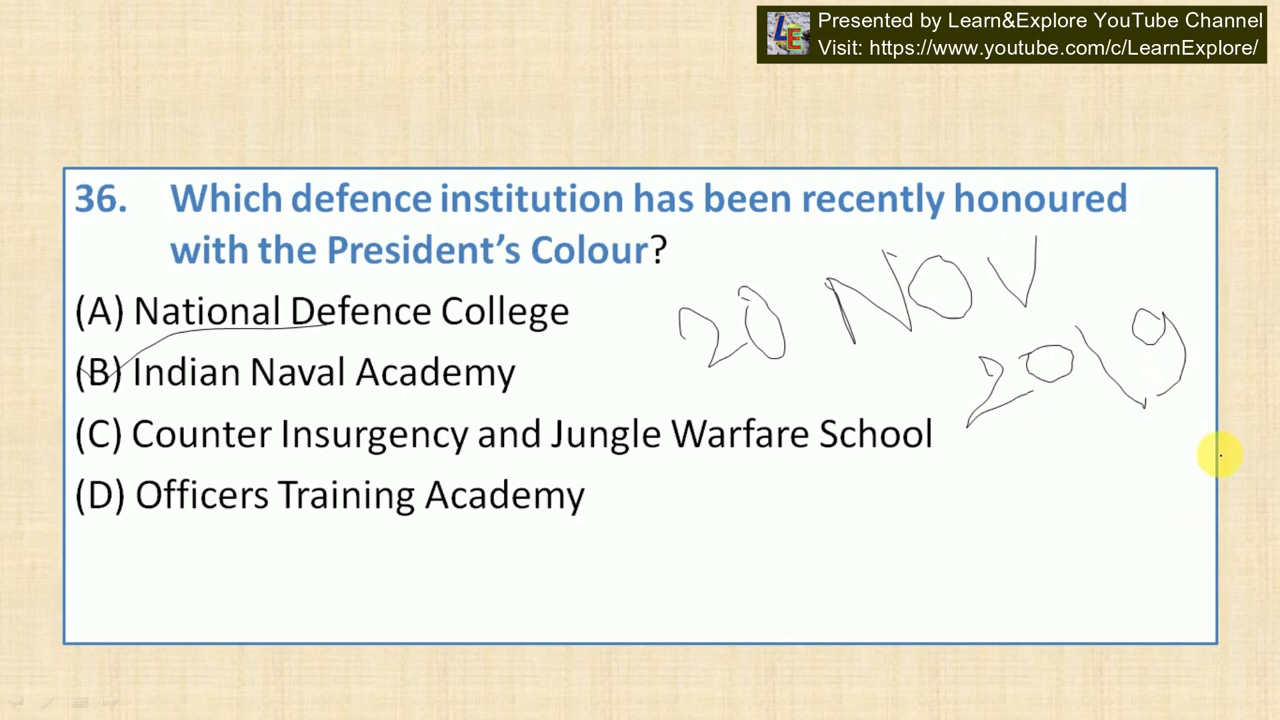 Presented by Learn&Explore YouTube Channel
Visit: https://www.youtube.com/c/LearnExplore/
LE
36. Which defence institution has been recently honoured
with the President’s Colour?
(A) National Defence College
(B) Indian Naval Academy
(C) Counter Insurgency and Jungle Warfare School
(D) Officers Training Academy
20 NOV
2019